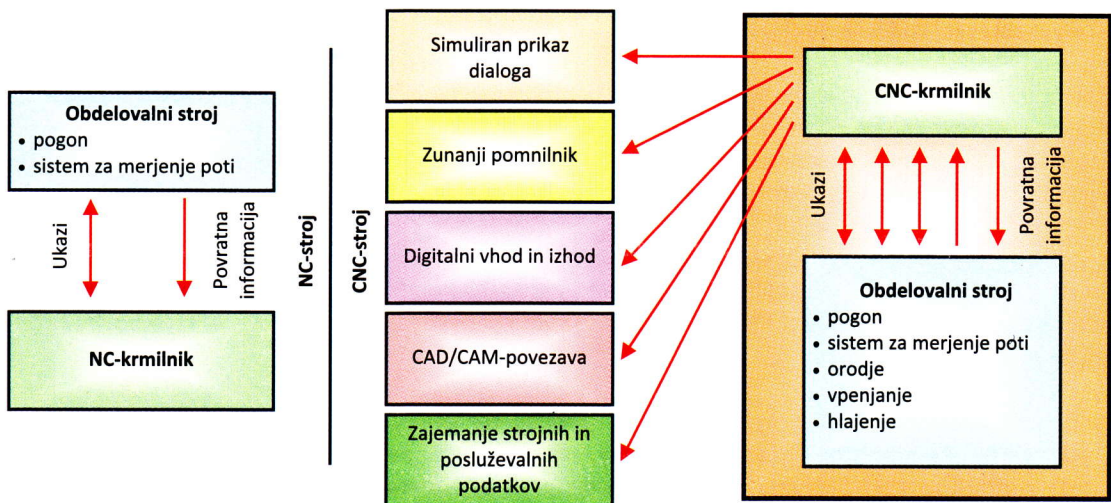 Obdelovalni stroj
• pogon
• sistem za merjenje poti
Ukazi
Povratna
informacija
NC-krmilnik
NC-stroj
CNC-stroj
Simuliran prikaz
dialoga
Zunanji pomnilnik
Digitalni vhod in izhod
CAD/CAM-povezava
Zajemanje strojnih in
posluževalnih
podatkov
CNC-krmilnik
Ukazi
Povratna
informacija
Obdelovalni stroj
• pogon
• sistem za merjenje poti
• orodje
• vpenjanje
• hlajenje